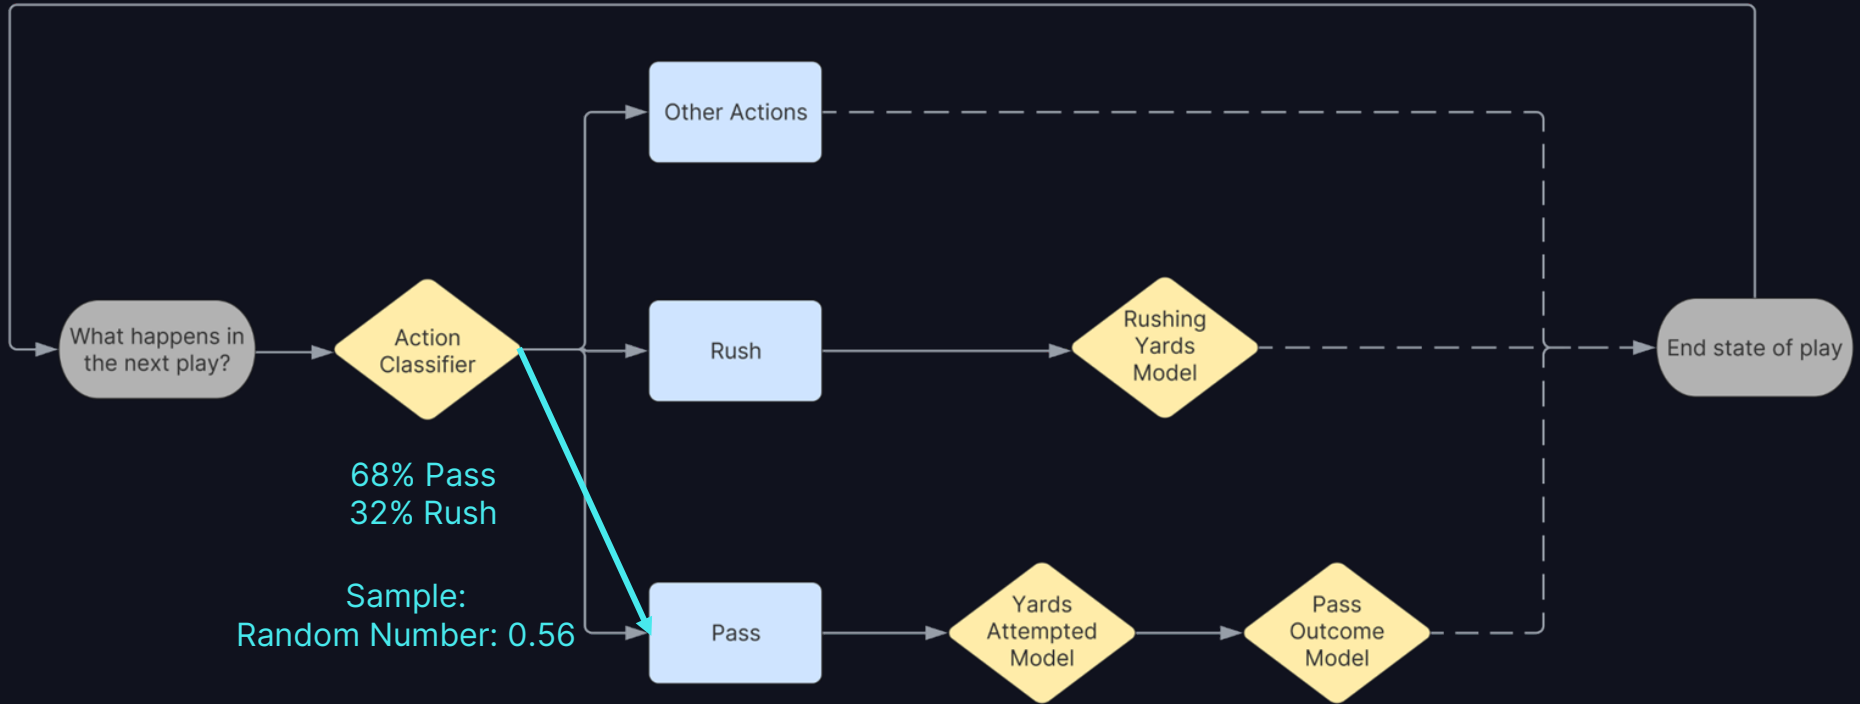 Other Actions
What happens in
the next play?
Action
Classifier
Rush
Rushing
Yards
Model
End state of play
68% Pass
32% Rush
Sample:
Random Number: 0.56
Pass
Yards
Attempted
Model
Pass
Outcome
Model